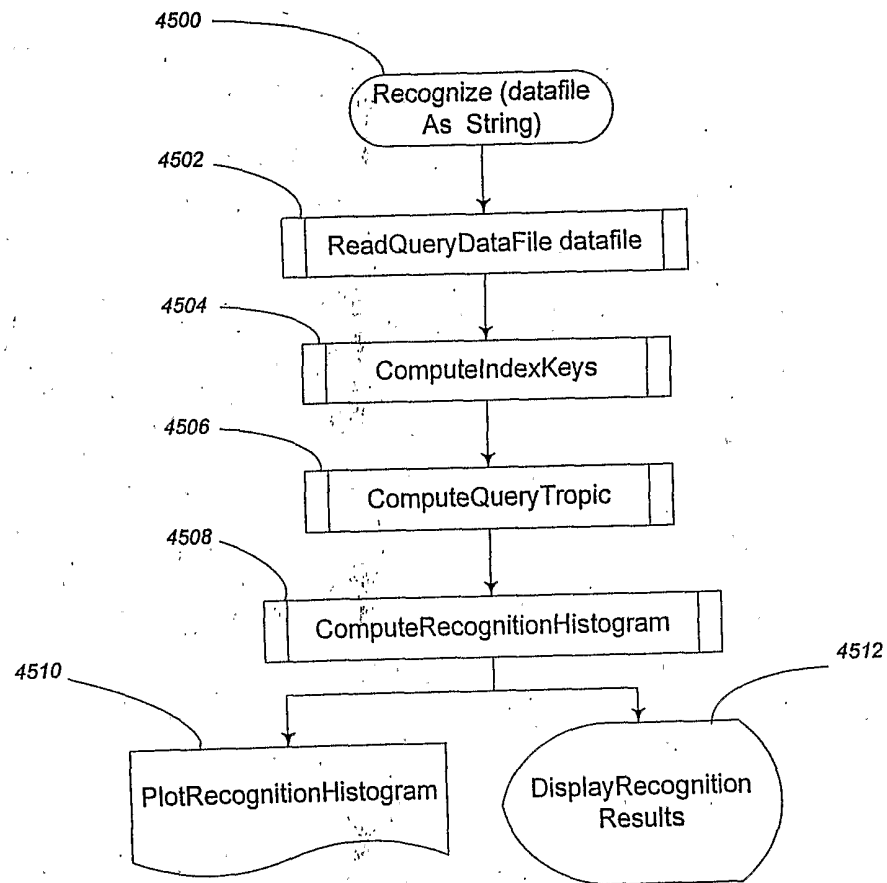 4500
Recognize (datafile
As String)
4502
ReadQueryDataFile datafile
4504
ComputeIndexKeys
4506
ComputeQueryTropic
4508
ComputeRecognitionHistogram
4510
4512
PlotRecognitionHistogram
DisplayRecognition
Results